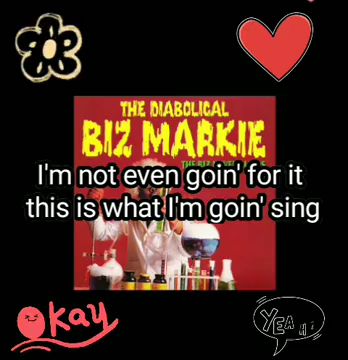 THE DIABOLICAL
BIZ MARKIE
I'm not even goin' for it
this is what I'm goin' sing
Okay
YEAH!